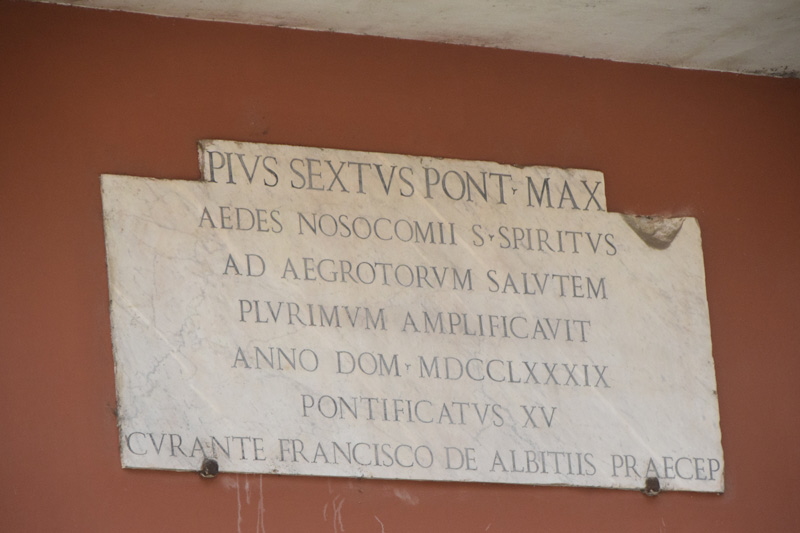 PIVS SEXTVS PONT· MAX
AEDES NOSOCOMII S· SPIRITVS
AD AEGROTORVM SALVTEM
PLVRIMVM AMPLIFICAVIT
ANNO DOM· MDCCLXXXIX
PONTIFICATVS XV
CVRANTE FRANCISCO DE ALBITIIS PRAECEP